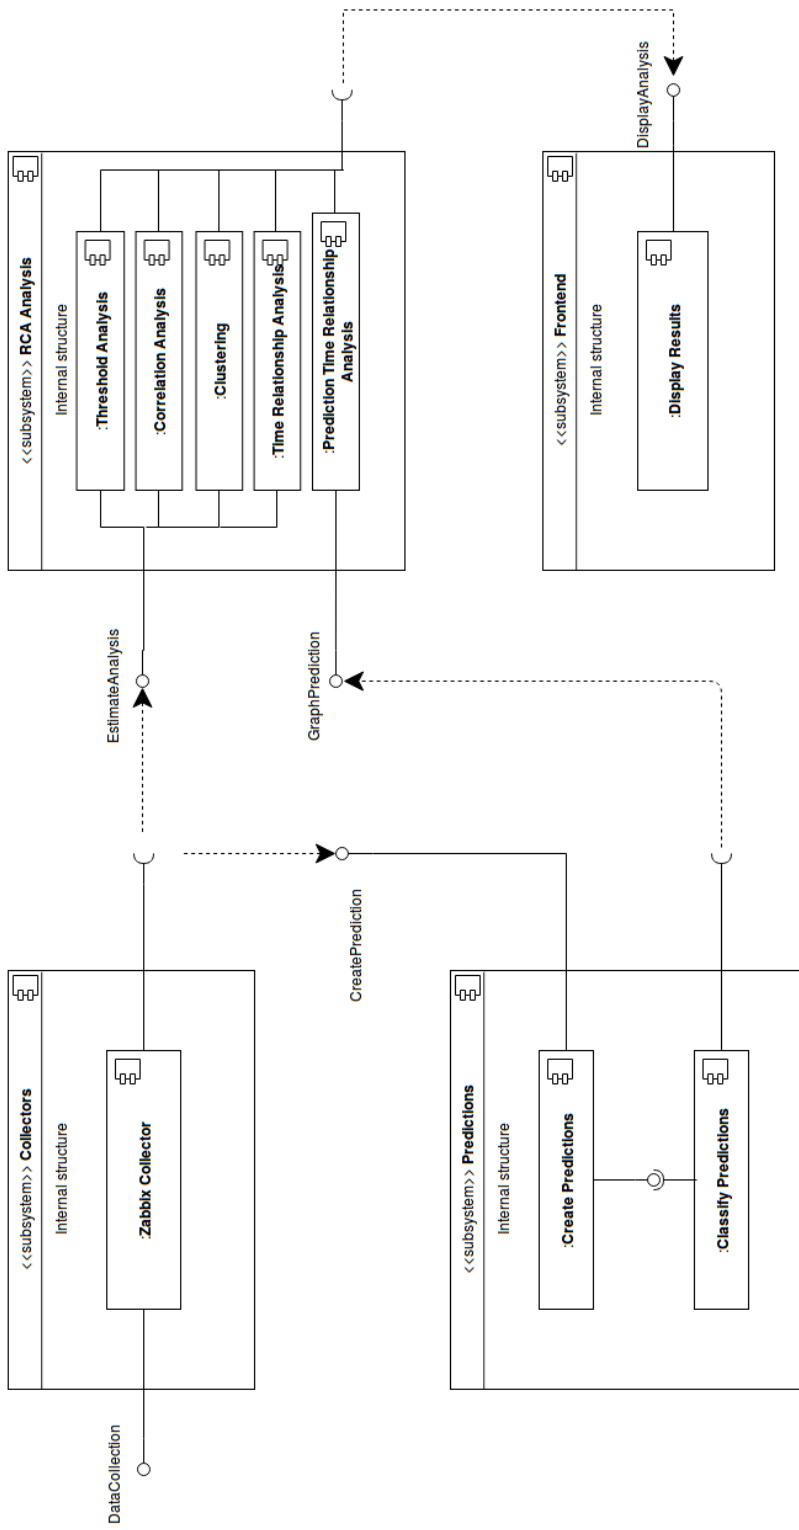 DataCollection
<<subsystem>> Collectors
Internal structure
:Zabbix Collector
EstimateAnalysis
CreatePrediction
<<subsystem>> RCA Analysis
Internal structure
:Threshold Analysis
:Correlation Analysis
:Clustering
:Time Relationship Analysis
:Prediction Time Relationship
Analysis
GraphPrediction
<<subsystem>> Predictions
Internal structure
:Create Predictions
:Classify Predictions
<<subsystem>> Frontend
Internal structure
:Display Results
DisplayAnalysis